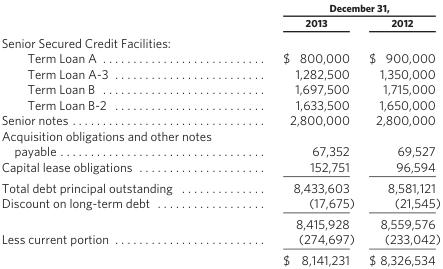 December 31,
2013 2012
Senior Secured Credit Facilities:
Term Loan A ........................... $ 800,000 $ 900,000
Term Loan A-3 ......................... 1,282,500 1,350,000
Term Loan B ........................... 1,697,500 1,715,000
Term Loan B-2 ......................... 1,633,500 1,650,000
Senior notes .............................. 2,800,000 2,800,000
Acquisition obligations and other notes
payable ................................ 67,352 69,527
Capital lease obligations .................... 152,751 96,594
Total debt principal outstanding .............. 8,433,603 8,581,121
Discount on long-term debt .................. (17,675) (21,545)
8,415,928 8,559,576
Less current portion ........................ (274,697) (233,042)
$ 8,141,231 $ 8,326,534